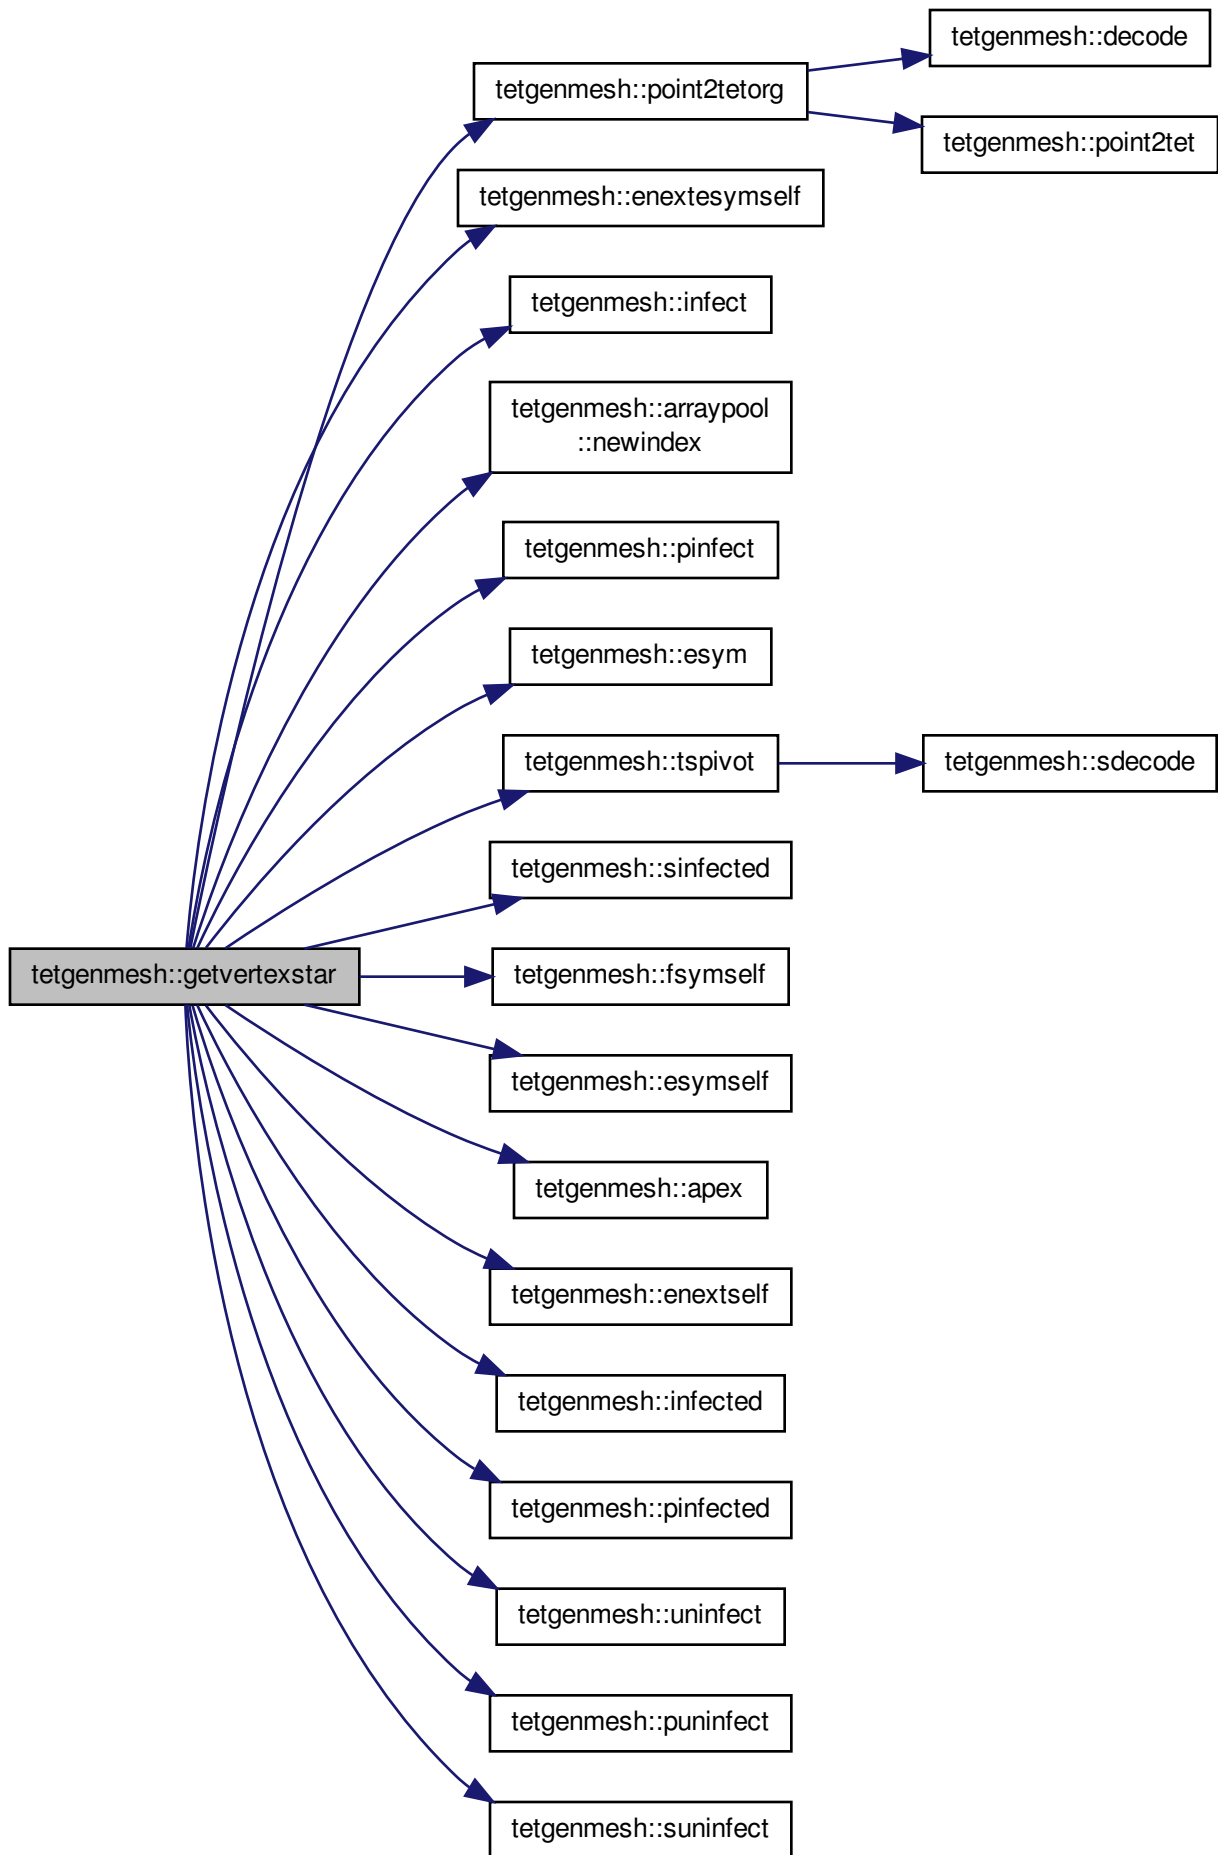 tetgenmesh::decode
tetgenmesh::point2tetorg
tetgenmesh::point2tet
tetgenmesh::enextesymself
tetgenmesh::infect
tetgenmesh::arraypool
::newindex
tetgenmesh::pinfect
tetgenmesh::esym
tetgenmesh::tspivot
tetgenmesh::sdecode
tetgenmesh::sinfected
tetgenmesh::getvertexstar
tetgenmesh::fsymself
tetgenmesh::esymself
tetgenmesh::apex
tetgenmesh::enextself
tetgenmesh::infected
tetgenmesh::pinfected
tetgenmesh::uninfect
tetgenmesh::puninfect
tetgenmesh::suninfect